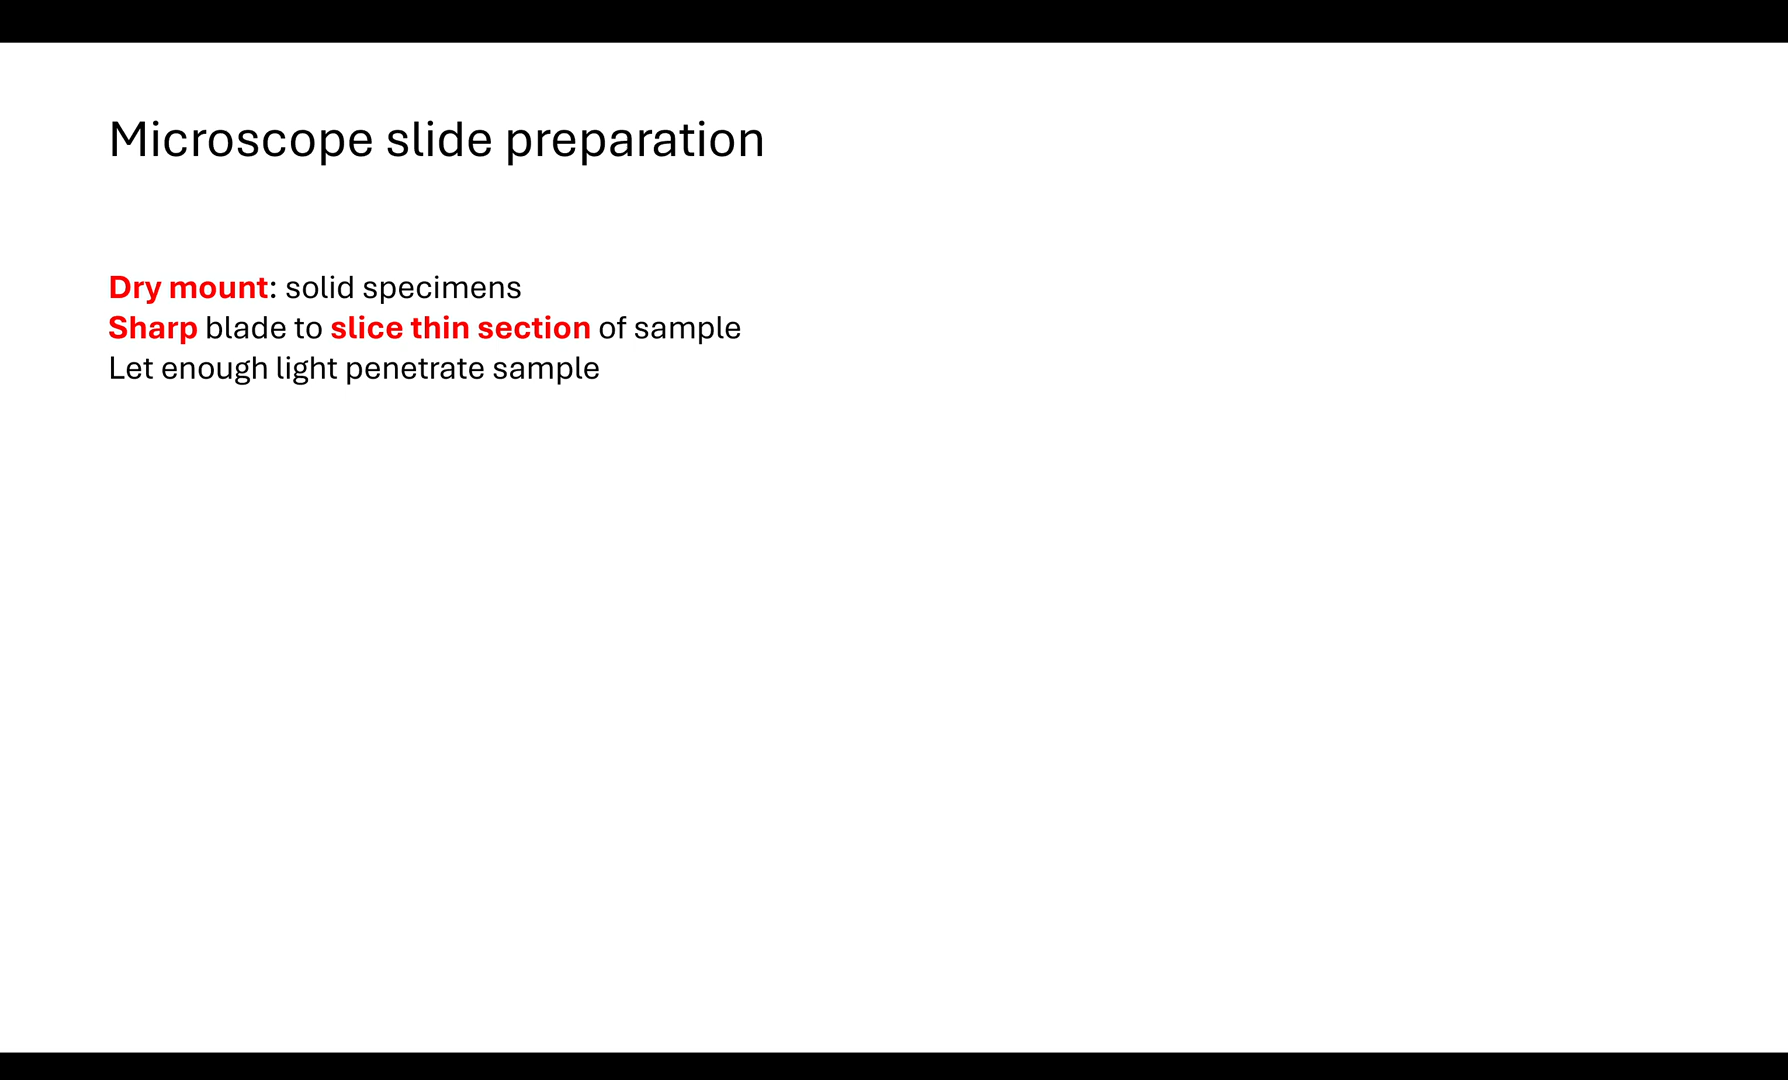 Microscope slide preparation
Dry mount: solid specimens
Sharp blade to slice thin section of sample
Let enough light penetrate sample